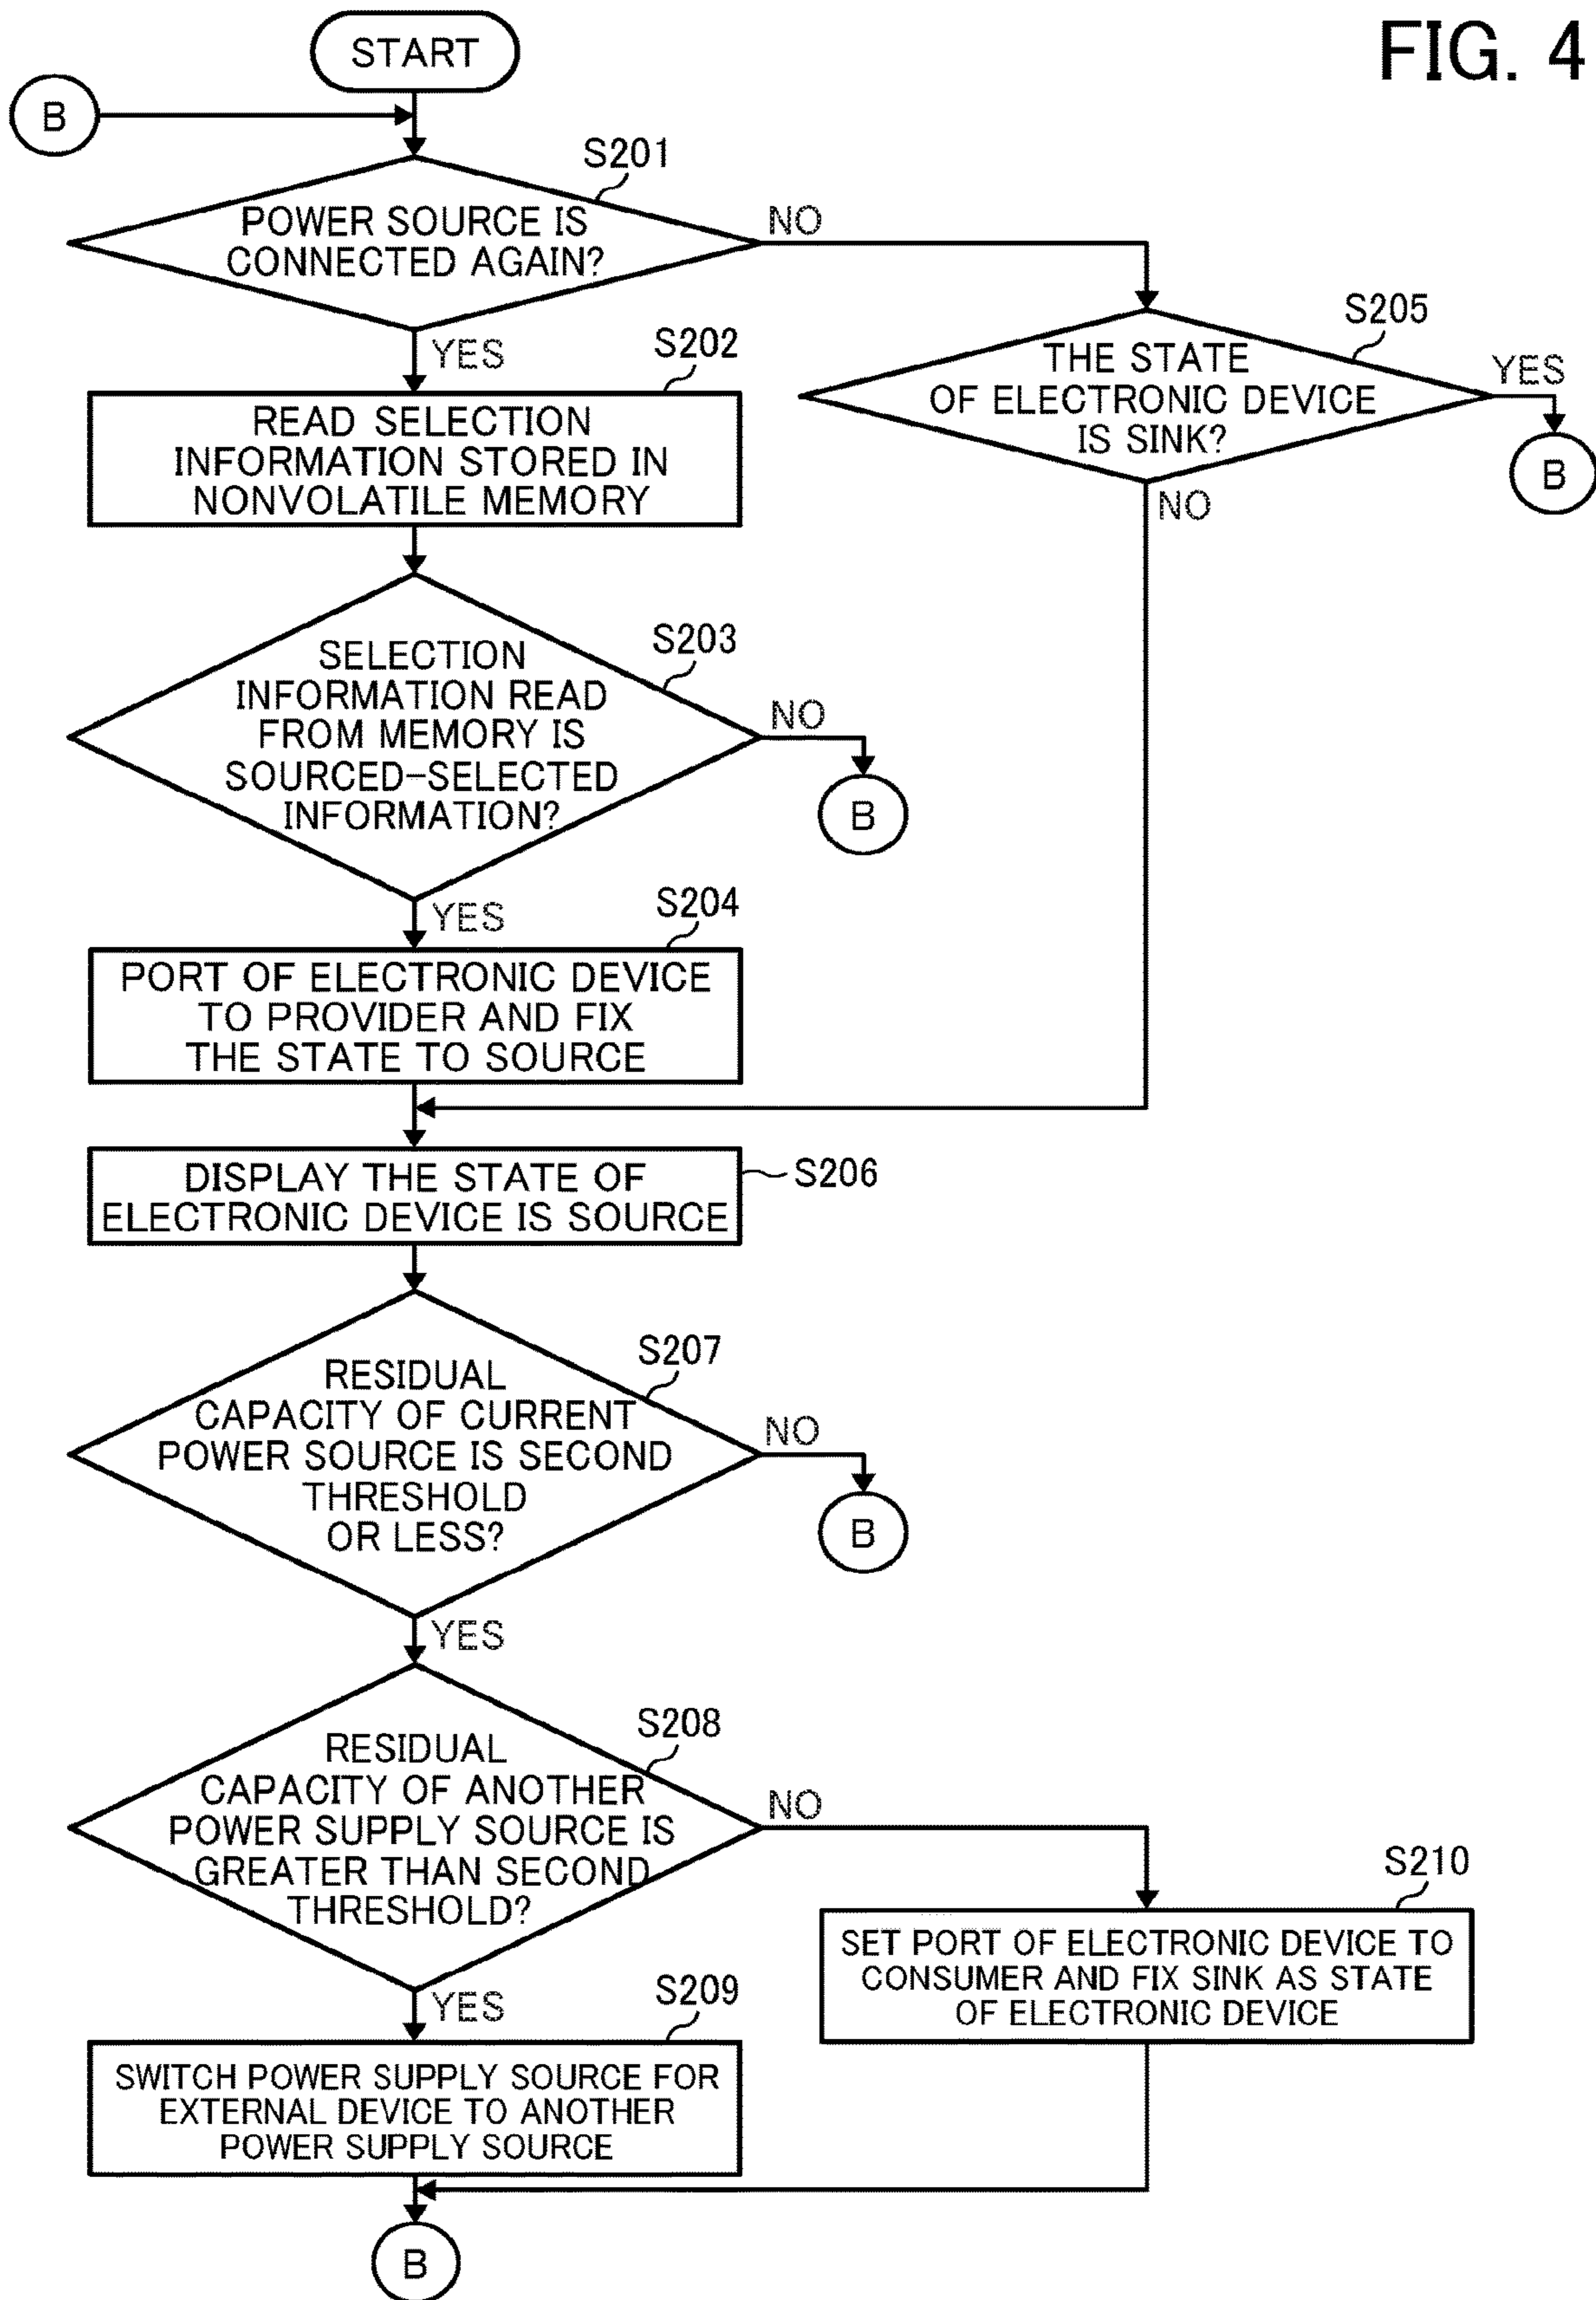 FIG. 4
START
B
S201
POWER SOURCE IS
CONNECTED AGAIN?
NO
YES
S202
READ SELECTION
INFORMATION STORED IN
NONVOLATILE MEMORY
S205
THE STATE
OF ELECTRONIC DEVICE
IS SINK?
YES
B
NO
S203
SELECTION
INFORMATION READ
FROM MEMORY IS
SOURCED-SELECTED
INFORMATION?
NO
B
YES
S204
PORT OF ELECTRONIC DEVICE
TO PROVIDER AND FIX
THE STATE TO SOURCE
DISPLAY THE STATE OF
ELECTRONIC DEVICE IS SOURCE
S206
S207
RESIDUAL
CAPACITY OF CURRENT
POWER SOURCE IS SECOND
THRESHOLD
OR LESS?
NO
B
YES
S208
RESIDUAL
CAPACITY OF ANOTHER
POWER SUPPLY SOURCE IS
GREATER THAN SECOND
THRESHOLD?
NO
YES
S210
SET PORT OF ELECTRONIC DEVICE TO
CONSUMER AND FIX SINK AS STATE
OF ELECTRONIC DEVICE
S209
SWITCH POWER SUPPLY SOURCE FOR
EXTERNAL DEVICE TO ANOTHER
POWER SUPPLY SOURCE
B